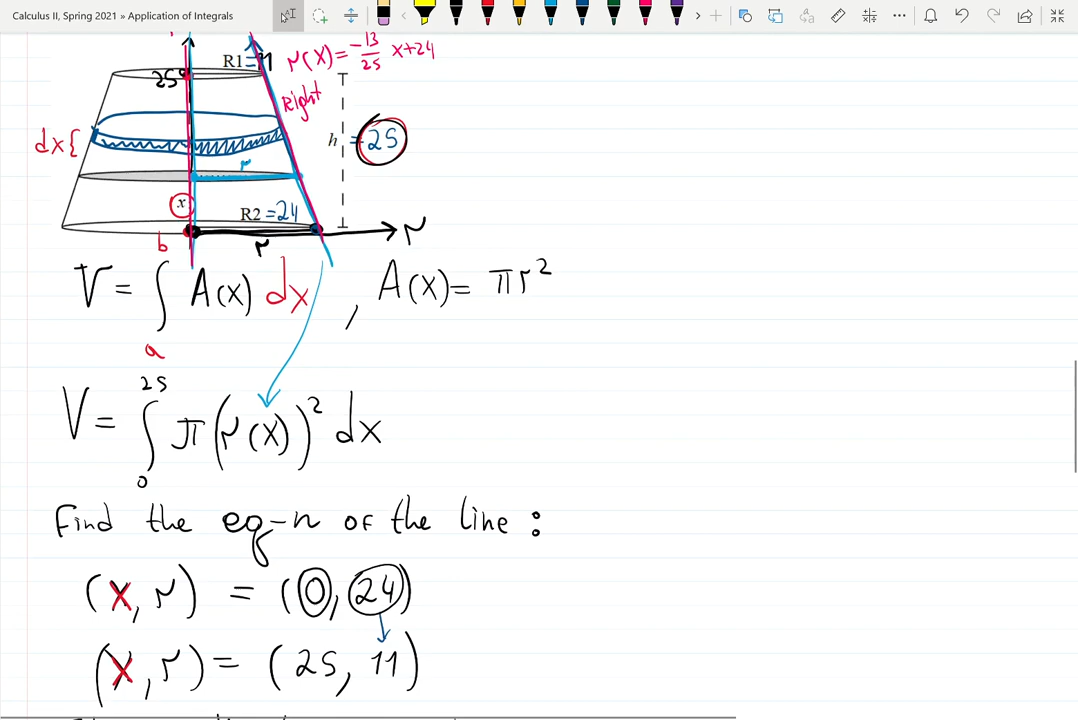 Calculus II, Spring 2021 » Application of Integrals
R1=11 r(x)= -13/25 x+24
25
Right
dx{
h = 25
r
x
R2 =24
r
r
b
V= ∫ A(x) dx , A(x)= πr²
a
25
V= ∫ π(r(x))² dx
0
Find the eq-n of the line :
(x, r) = (0, 24)
(x, r) = (25, 11)